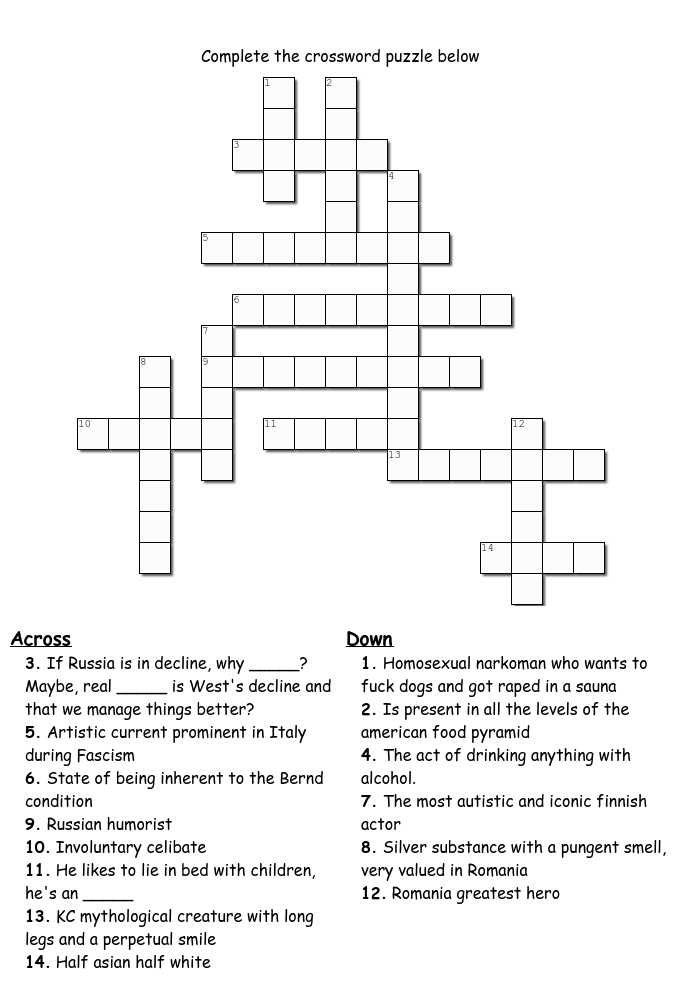 Complete the crossword puzzle below
1 2
3
4
5
6
7
8 9
10 11 12
13
14
Across
3. If Russia is in decline, why _____?
Maybe, real _____ is West's decline and
that we manage things better?
5. Artistic current prominent in Italy
during Fascism
6. State of being inherent to the Bernd
condition
9. Russian humorist
10. Involuntary celibate
11. He likes to lie in bed with children,
he's an _____
13. KC mythological creature with long
legs and a perpetual smile
14. Half asian half white
Down
1. Homosexual narkoman who wants to
fuck dogs and got raped in a sauna
2. Is present in all the levels of the
american food pyramid
4. The act of drinking anything with
alcohol.
7. The most autistic and iconic finnish
actor
8. Silver substance with a pungent smell,
very valued in Romania
12. Romania greatest hero